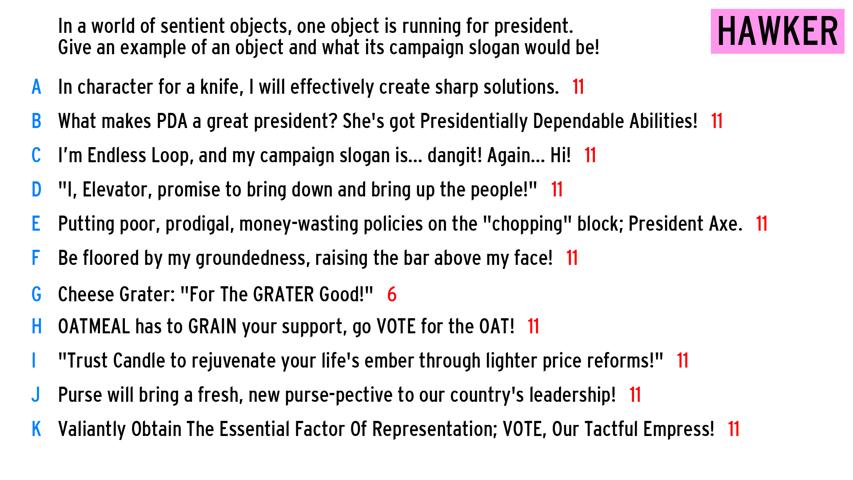 In a world of sentient objects, one object is running for president.
Give an example of an object and what its campaign slogan would be!
HAWKER
A In character for a knife, I will effectively create sharp solutions. 11
B What makes PDA a great president? She's got Presidentially Dependable Abilities! 11
C I’m Endless Loop, and my campaign slogan is... dangit! Again... Hi! 11
D "I, Elevator, promise to bring down and bring up the people!" 11
E Putting poor, prodigal, money-wasting policies on the "chopping" block; President Axe. 11
F Be floored by my groundedness, raising the bar above my face! 11
G Cheese Grater: "For The GRATER Good!" 6
H OATMEAL has to GRAIN your support, go VOTE for the OAT! 11
I "Trust Candle to rejuvenate your life's ember through lighter price reforms!" 11
J Purse will bring a fresh, new purse-pective to our country's leadership! 11
K Valiantly Obtain The Essential Factor Of Representation; VOTE, Our Tactful Empress! 11